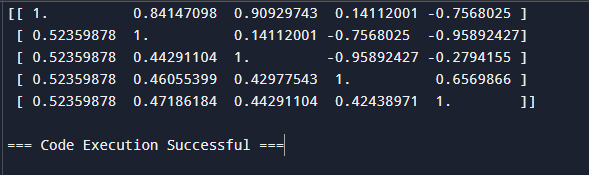 [[ 1.          0.84147098  0.90929743  0.14112001 -0.7568025 ]
 [ 0.52359878  1.          0.14112001 -0.7568025  -0.95892427]
 [ 0.52359878  0.44291104  1.         -0.95892427 -0.2794155 ]
 [ 0.52359878  0.46055399  0.42977543  1.          0.6569866 ]
 [ 0.52359878  0.47186184  0.44291104  0.42438971  1.        ]]
=== Code Execution Successful ===